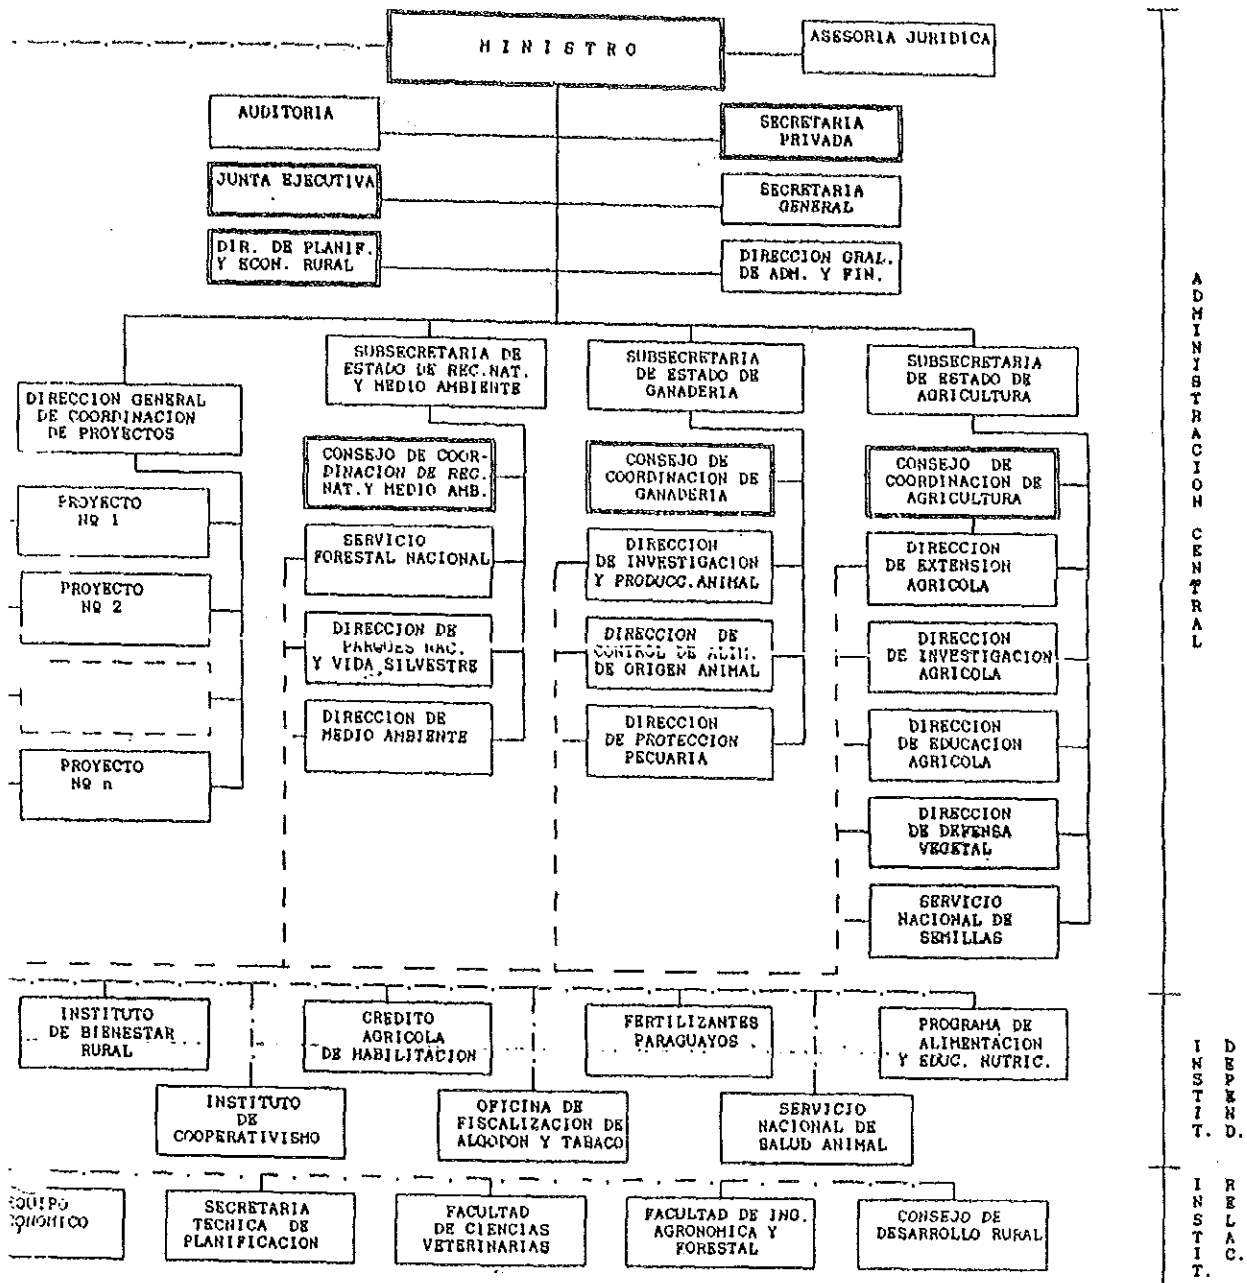 MINISTRO
ASESORIA JURIDICA
AUDITORIA
SECRETARIA
PRIVADA
JUNTA EJECUTIVA
SECRETARIA
GENERAL
DIR. DE PLANIF.
Y ECON. RURAL
DIRECCION GRAL.
DE ADM. Y FIN.
DIRECCION GENERAL
DE COORDINACION
DE PROYECTOS
PROYECTO
Nº 1
PROYECTO
Nº 2
PROYECTO
Nº n
SUBSECRETARIA DE
ESTADO DE REC.NAT.
Y MEDIO AMBIENTE
CONSEJO DE COOR-
DINACION DE REC.
NAT.Y MEDIO AMB.
SERVICIO
FORESTAL NACIONAL
DIRECCION DE
PARQUES NAC.
Y VIDA SILVESTRE
DIRECCION DE
MEDIO AMBIENTE
SUBSECRETARIA
DE ESTADO DE
GANADERIA
CONSEJO DE
COORDINACION DE
GANADERIA
DIRECCION
DE INVESTIGACION
Y PRODUCC.ANIMAL
DIRECCION DE
CONTROL DE ALIM.
DE ORIGEN ANIMAL
DIRECCION
DE PROTECCION
PECUARIA
SUBSECRETARIA
DE ESTADO DE
AGRICULTURA
CONSEJO DE
COORDINACION DE
AGRICULTURA
DIRECCION
DE EXTENSION
AGRICOLA
DIRECCION
DE INVESTIGACION
AGRICOLA
DIRECCION
DE EDUCACION
AGRICOLA
DIRECCION
DE DEFENSA
VEGETAL
SERVICIO
NACIONAL DE
SEMILLAS
ADMINISTRACION CENTRAL
INSTITUTO
DE BIENESTAR
RURAL
CREDITO
AGRICOLA
DE HABILITACION
FERTILIZANTES
PARAGUAYOS
PROGRAMA DE
ALIMENTACION
Y EDUC. NUTRIC.
INSTITUTO
DE
COOPERATIVISMO
OFICINA DE
FISCALIZACION DE
ALGODON Y TABACO
SERVICIO
NACIONAL DE
SALUD ANIMAL
INSTIT.
DEPEND.
SECRETARIA
TECNICA DE
PLANIFICACION
FACULTAD
DE CIENCIAS
VETERINARIAS
FACULTAD DE ING.
AGRONOMICA Y
FORESTAL
CONSEJO DE
DESARROLLO RURAL
INSTIT.
RELAC.